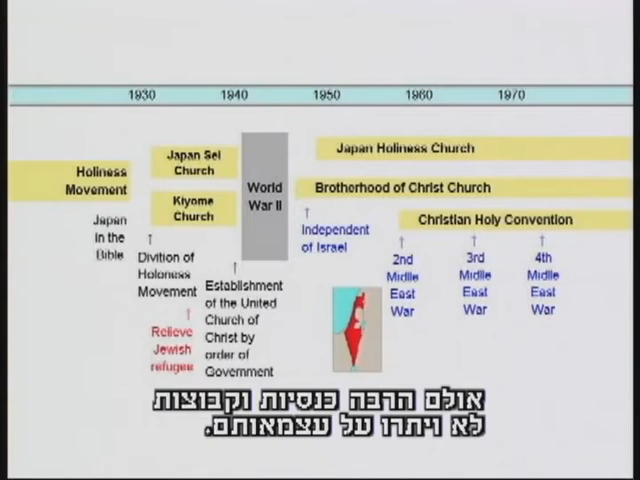 1930 1940 1950 1960 1970
Japan Sei
Church
Japan Holiness Church
Holiness
Movement
Kiyome
Church
World
War II
Brotherhood of Christ Church
Christian Holy Convention
Japan
in the
Bible
↑
Divition of
Holoness
Movement
↑
Relieve
Jewish
refugee
↑
Establishment
of the United
Church of
Christ by
order of
Government
↑
Independent
of Israel
↑
2nd
Midlle
East
War
↑
3rd
Midlle
East
War
↑
4th
Midlle
East
War
אולם הרבה כנסיות וקבוצות
לא ויתרו על עצמאותם.